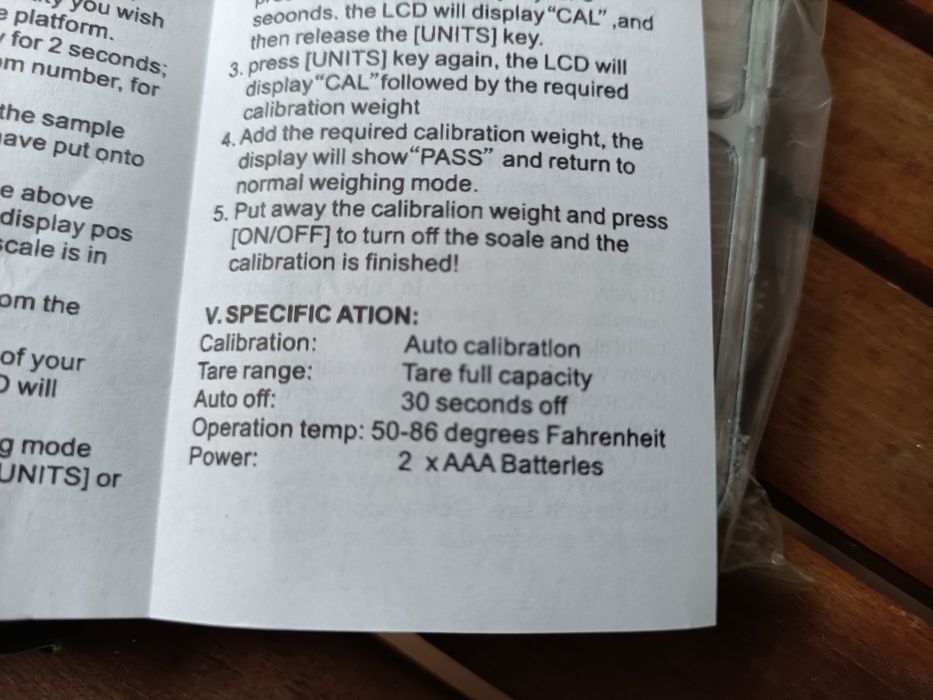 you wish
platform.
for 2 seconds;
number, for
the sample
have put onto
above
display pos
scale is in
the
of your
will
g mode
[UNITS] or
seoonds. the LCD will display "CAL" ,and
then release the [UNITS] key.
3. press [UNITS] key again, the LCD will
display "CAL" followed by the required
calibration weight
4. Add the required calibration weight, the
display will show "PASS" and return to
normal weighing mode.
5. Put away the calibralion weight and press
[ON/OFF] to turn off the soale and the
calibration is finished!
V. SPECIFIC ATION:
Calibration: Auto calibratlon
Tare range: Tare full capacity
Auto off: 30 seconds off
Operation temp: 50-86 degrees Fahrenheit
Power: 2 x AAA Batterles